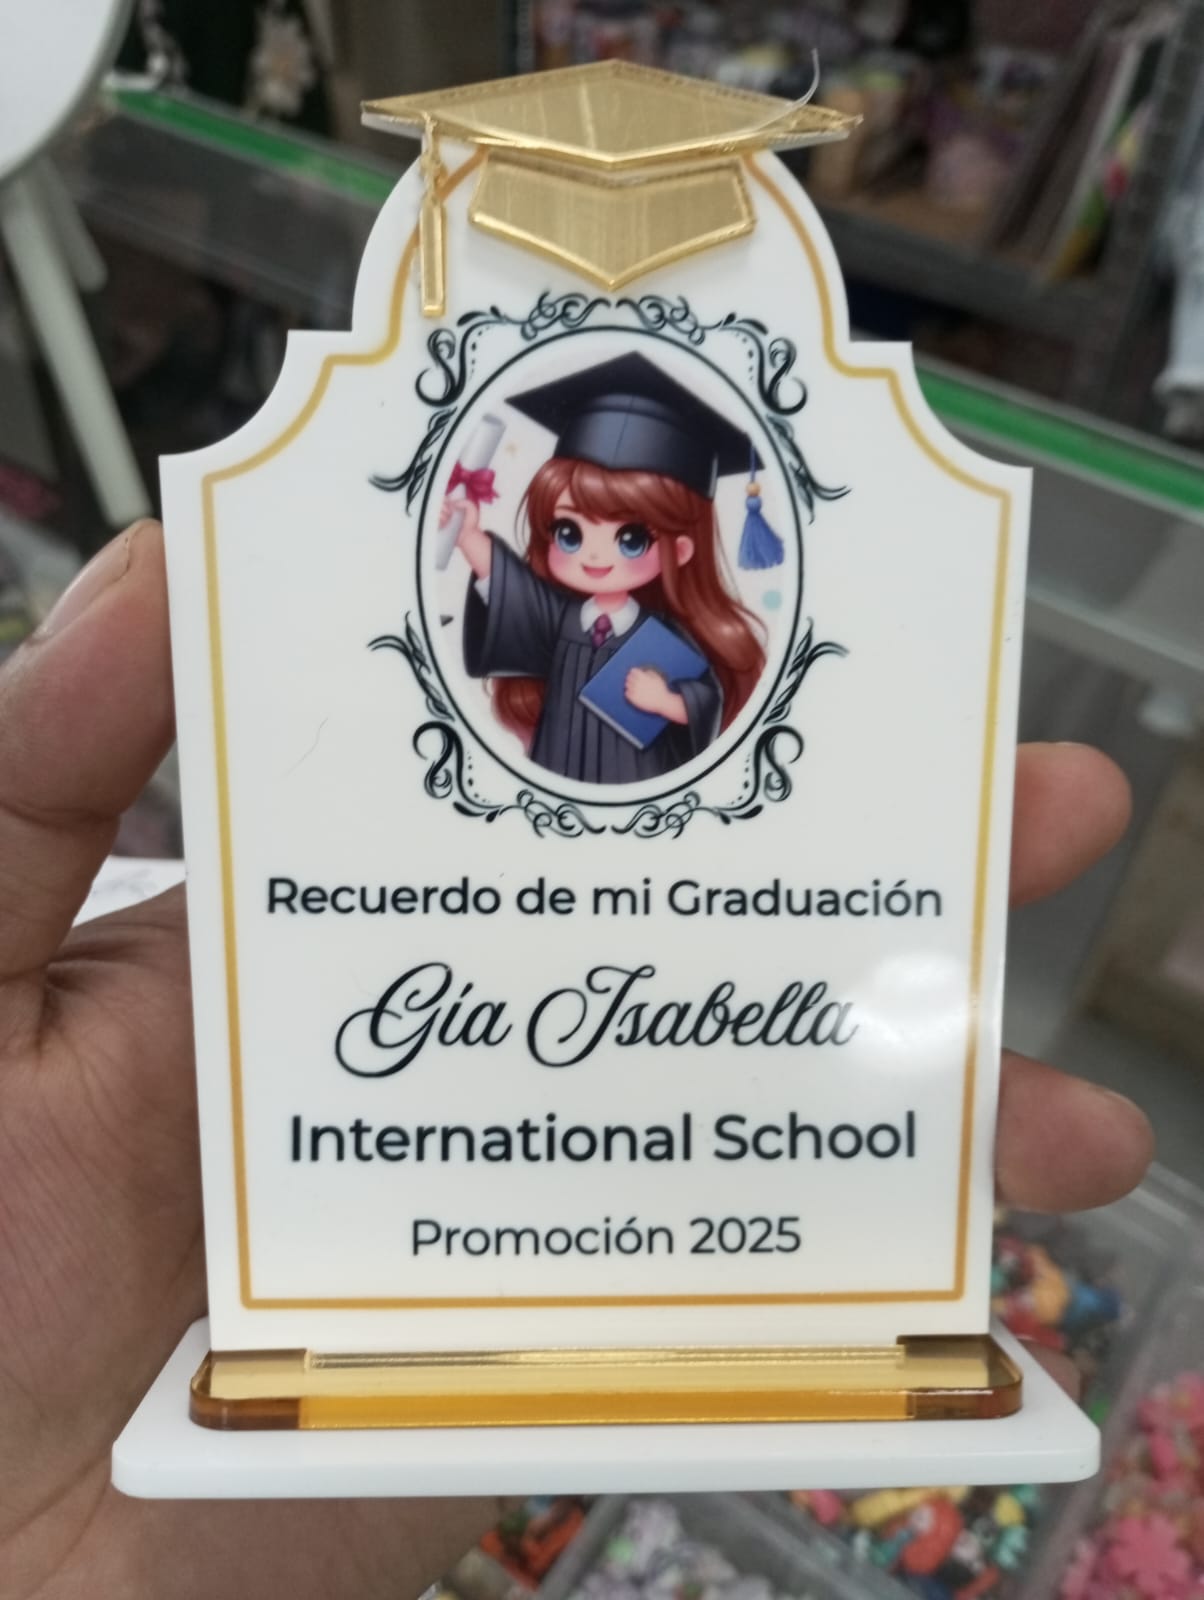 Recuerdo de mi Graduación
Gía Isabella
International School
Promoción 2025